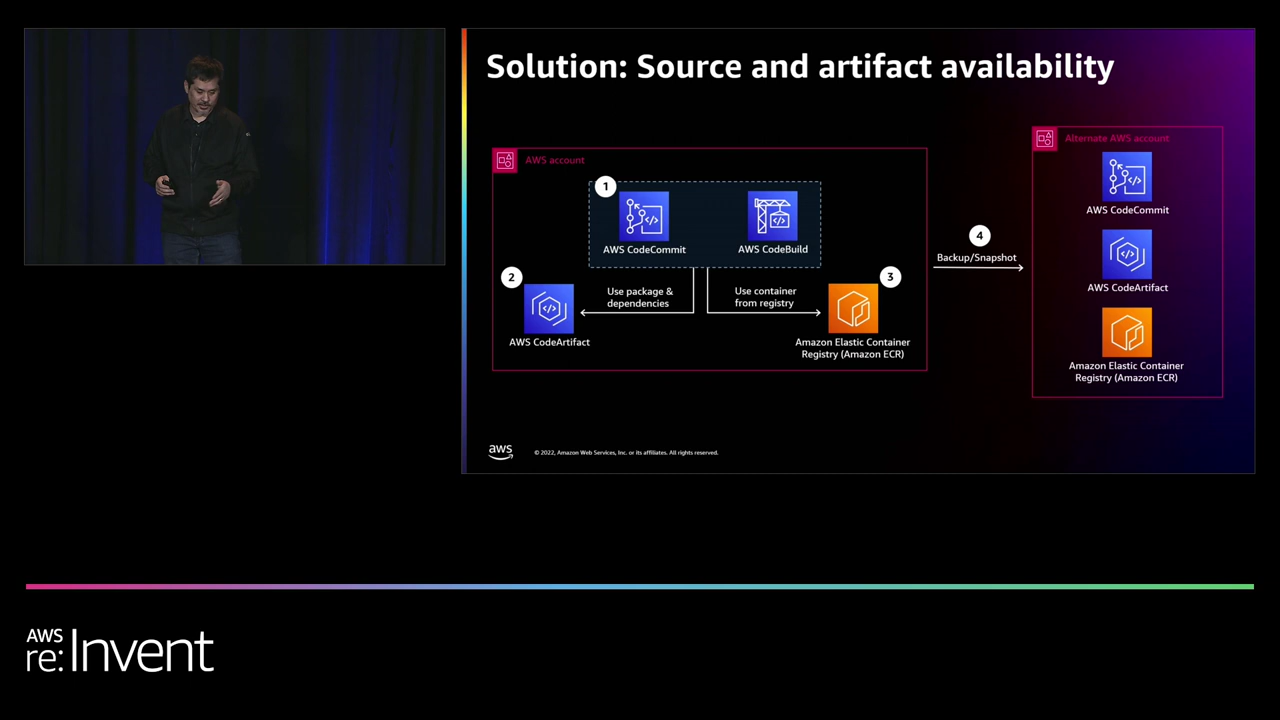 Solution: Source and artifact availability
AWS account
1
AWS CodeCommit
AWS CodeBuild
2
Use package &
dependencies
AWS CodeArtifact
Use container
from registry
3
Amazon Elastic Container
Registry (Amazon ECR)
4
Backup/Snapshot
Alternate AWS account
AWS CodeCommit
AWS CodeArtifact
Amazon Elastic Container
Registry (Amazon ECR)
aws
© 2022, Amazon Web Services, Inc. or its affiliates. All rights reserved.
AWS
re:Invent